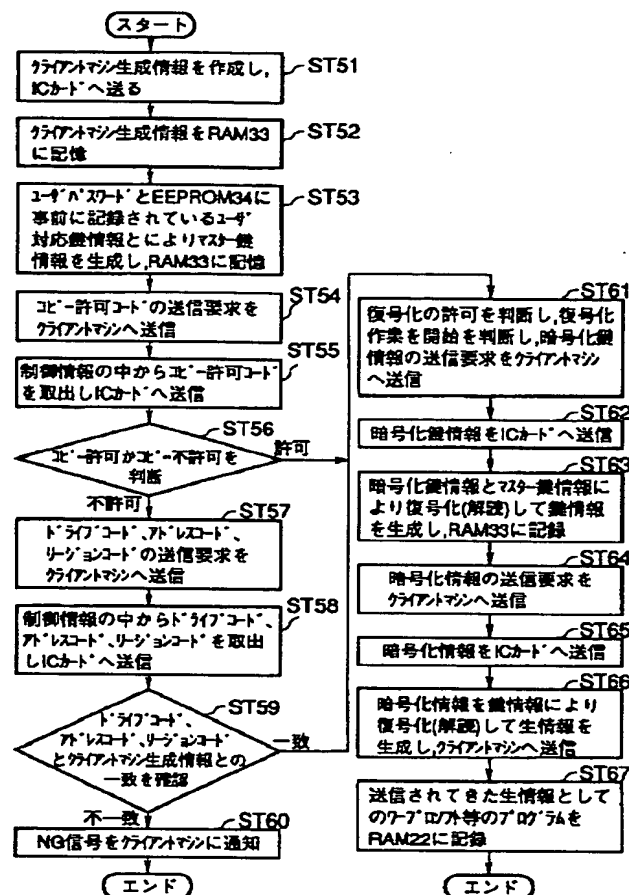 スタート
クライアントマシン生成情報を作成し,
ICカードへ送る
ST51
クライアントマシン生成情報をRAM33
に記憶
ST52
ユーザパスワードとEEPROM34に
事前に記録されているユーザ
対応鍵情報とによりマスター鍵
情報を生成し,RAM33に記憶
ST53
コピー許可コードの送信要求を
クライアントマシンへ送信
ST54
制御情報の中からコピー許可コード
を取出しICカードへ送信
ST55
コピー許可かコピー不許可を
判断
ST56
許可
不許可
ドライブコード、アドレスコード、
リージョンコードの送信要求を
クライアントマシンへ送信
ST57
制御情報の中からドライブコード、
アドレスコード、リージョンコードを取出
しICカードへ送信
ST58
ドライブコード、
アドレスコード、リージョンコード
とクライアントマシン生成情報との
一致を確認
ST59
一致
不一致
NG信号をクライアントマシンに通知
ST60
エンド
復号化の許可を判断し,復号化
作業を開始を判断し,暗号化鍵
情報の送信要求をクライアントマシン
へ送信
ST61
暗号化鍵情報をICカードへ送信
ST62
暗号化鍵情報とマスター鍵情報に
より復号化(解読)して鍵情報
を生成し,RAM33に記録
ST63
暗号化情報の送信要求を
クライアントマシンへ送信
ST64
暗号化情報をICカードへ送信
ST65
暗号化情報を鍵情報により
復号化(解読)して生情報を
生成し,クライアントマシンへ送信
ST66
送信されてきた生情報として
のワープロソフト等のプログラムを
RAM22に記録
ST67
エンド